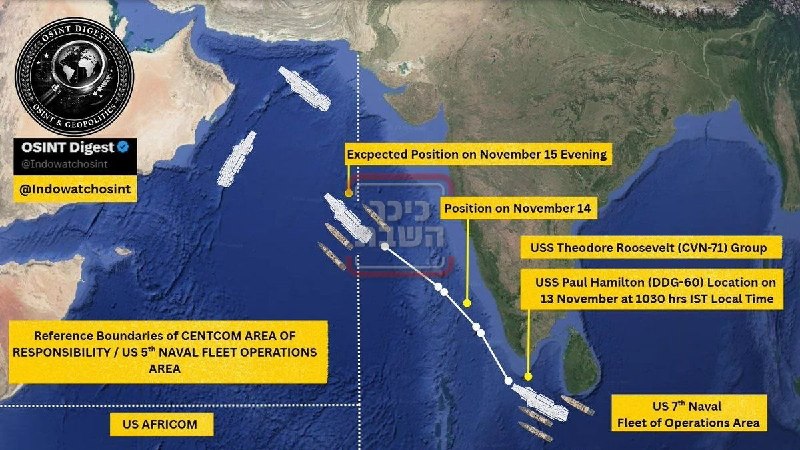 OSINT DIGEST
OSINT & GEOPOLITICS
OSINT Digest
@Indowatchosint
@Indowatchosint
Excpected Position on November 15 Evening
Position on November 14
כיכר
השבת
USS Theodore Roosevelt (CVN-71) Group
USS Paul Hamilton (DDG-60) Location on
13 November at 1030 hrs IST Local Time
Reference Boundaries of CENTCOM AREA OF
RESPONSIBILITY / US 5th NAVAL FLEET OPERATIONS
AREA
US AFRICOM
US 7th Naval
Fleet of Operations Area